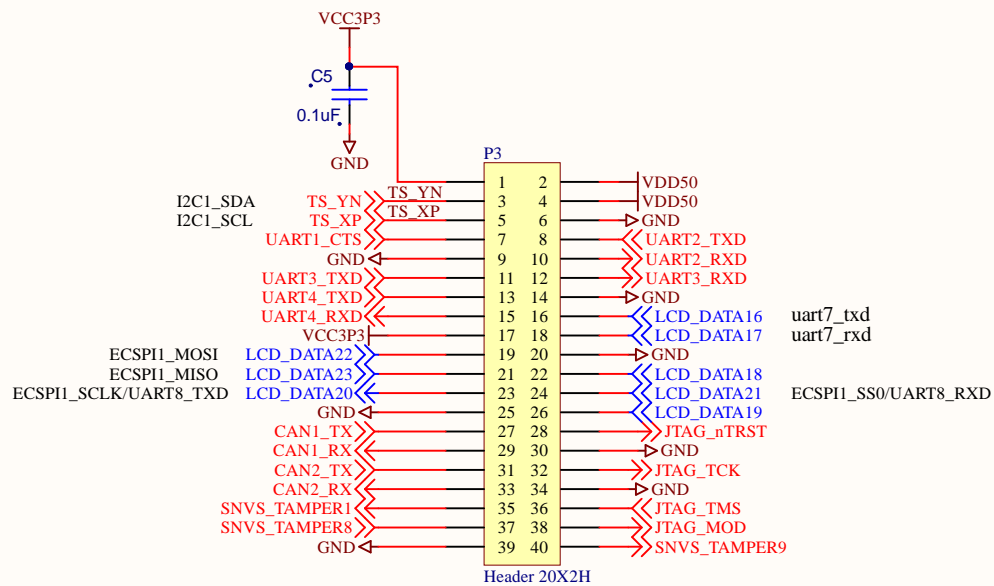 VCC3P3
C5
0.1uF
GND
P3
1 2 VDD50
I2C1_SDA TS_YN TS_YN 3 4 VDD50
I2C1_SCL TS_XP TS_XP 5 6 GND
UART1_CTS 7 8 UART2_TXD
GND 9 10 UART2_RXD
UART3_TXD 11 12 UART3_RXD
UART4_TXD 13 14 GND
UART4_RXD 15 16 LCD_DATA16 uart7_txd
VCC3P3 17 18 LCD_DATA17 uart7_rxd
ECSPI1_MOSI LCD_DATA22 19 20 GND
ECSPI1_MISO LCD_DATA23 21 22 LCD_DATA18
ECSPI1_SCLK/UART8_TXD LCD_DATA20 23 24 LCD_DATA21 ECSPI1_SS0/UART8_RXD
GND 25 26 LCD_DATA19
CAN1_TX 27 28 JTAG_nTRST
CAN1_RX 29 30 GND
CAN2_TX 31 32 JTAG_TCK
CAN2_RX 33 34 GND
SNVS_TAMPER1 35 36 JTAG_TMS
SNVS_TAMPER8 37 38 JTAG_MOD
GND 39 40 SNVS_TAMPER9
Header 20X2H